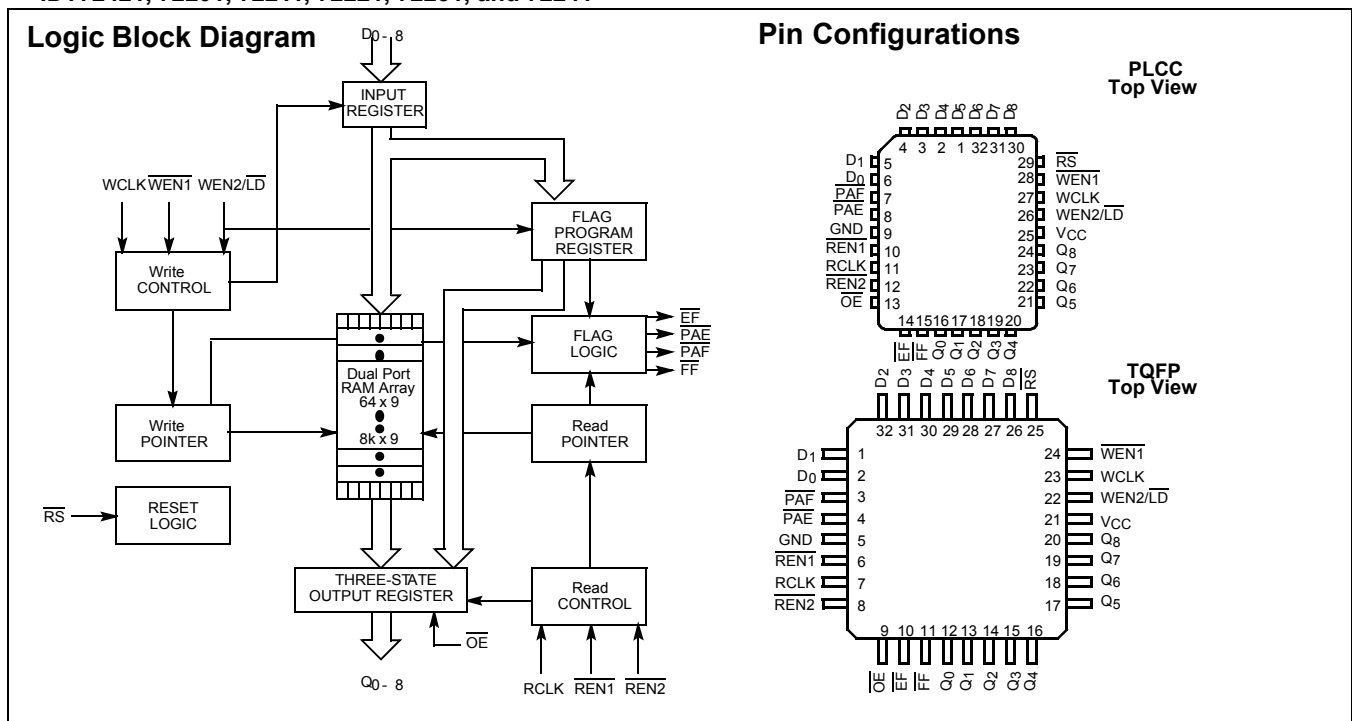 Logic Block Diagram
D0 - 8
INPUT
REGISTER
WCLK WEN1 WEN2/LD
FLAG
PROGRAM
REGISTER
Write
CONTROL
FLAG
LOGIC
EF
PAE
PAF
FF
Dual Port
RAM Array
64 x 9
8k x 9
Write
POINTER
Read
POINTER
RS
RESET
LOGIC
THREE-STATE
OUTPUT REGISTER
Read
CONTROL
OE
Q0 - 8
RCLK REN1 REN2
Pin Configurations
PLCC
Top View
D2 D3 D4 D5 D6 D7 D8
4 3 2 1 32 31 30
D1 5
D0 6
PAF 7
PAE 8
GND 9
REN1 10
RCLK 11
REN2 12
OE 13
29 RS
28 WEN1
27 WCLK
26 WEN2/LD
25 VCC
24 Q8
23 Q7
22 Q6
21 Q5
14 15 16 17 18 19 20
EF FF Q0 Q1 Q2 Q3 Q4
TQFP
Top View
D2 D3 D4 D5 D6 D7 D8 RS
32 31 30 29 28 27 26 25
D1 1
D0 2
PAF 3
PAE 4
GND 5
REN1 6
RCLK 7
REN2 8
24 WEN1
23 WCLK
22 WEN2/LD
21 VCC
20 Q8
19 Q7
18 Q6
17 Q5
9 10 11 12 13 14 15 16
OE EF FF Q0 Q1 Q2 Q3 Q4